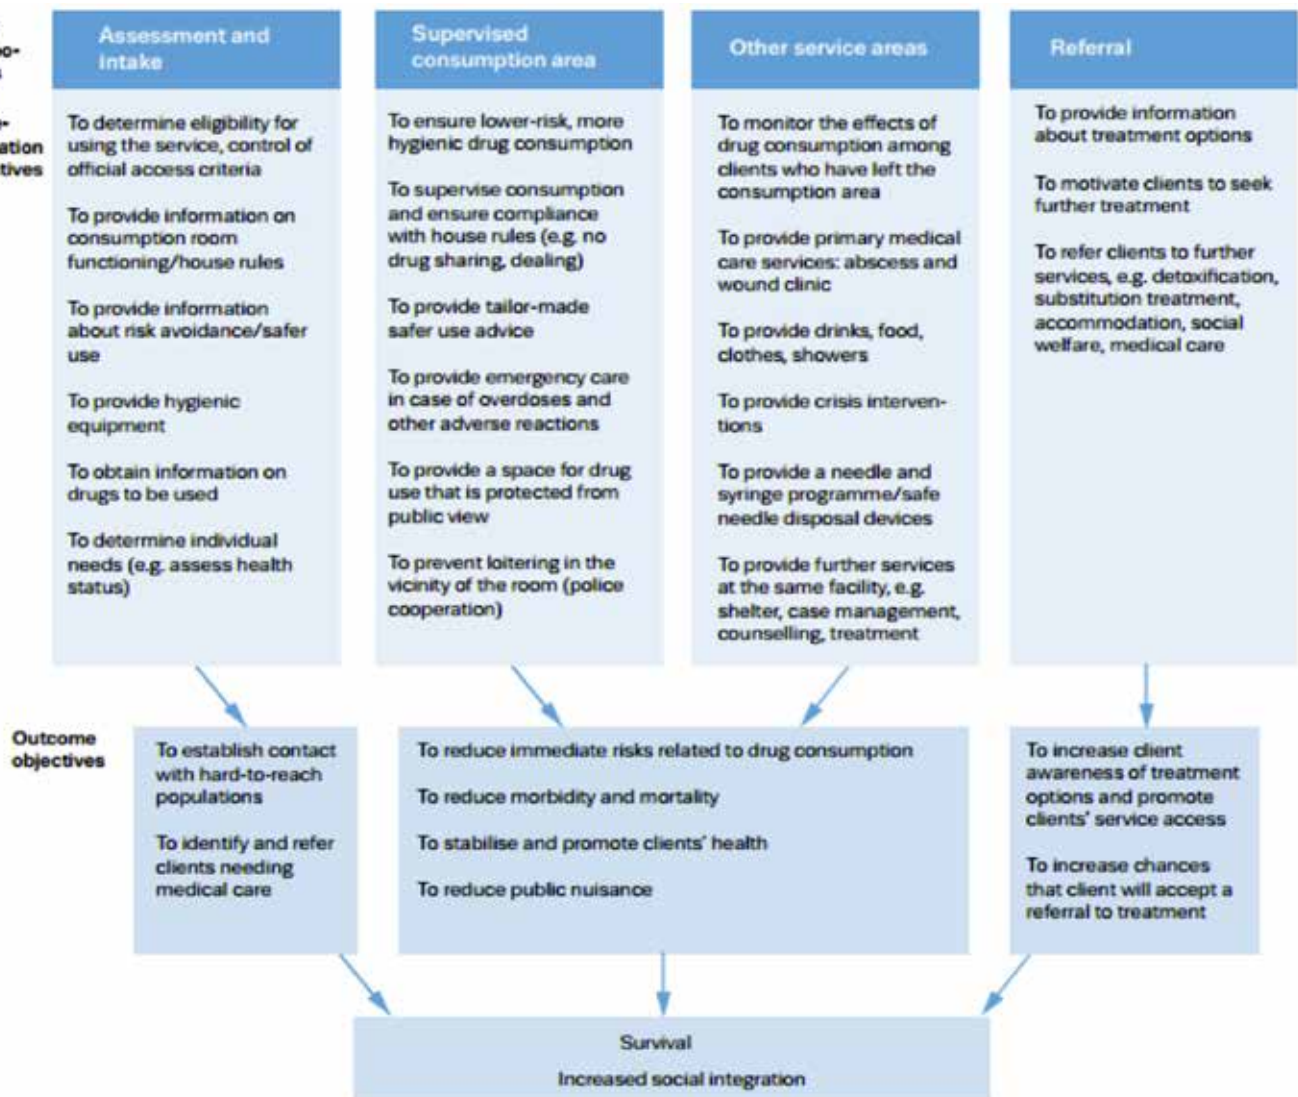 Assessment and
intake
Supervised
consumption area
Other service areas
Referral
To determine eligibility for
using the service, control of
official access criteria
To provide information on
consumption room
functioning/house rules
To provide information
about risk avoidance/safer
use
To provide hygienic
equipment
To obtain information on
drugs to be used
To determine individual
needs (e.g. assess health
status)
To ensure lower-risk, more
hygienic drug consumption
To supervise consumption
and ensure compliance
with house rules (e.g. no
drug sharing, dealing)
To provide tailor-made
safer use advice
To provide emergency care
in case of overdoses and
other adverse reactions
To provide a space for drug
use that is protected from
public view
To prevent loitering in the
vicinity of the room (police
cooperation)
To monitor the effects of
drug consumption among
clients who have left the
consumption area
To provide primary medical
care services: abscess and
wound clinic
To provide drinks, food,
clothes, showers
To provide crisis interven-
tions
To provide a needle and
syringe programme/safe
needle disposal devices
To provide further services
at the same facility, e.g.
shelter, case management,
counselling, treatment
To provide information
about treatment options
To motivate clients to seek
further treatment
To refer clients to further
services, e.g. detoxification,
substitution treatment,
accommodation, social
welfare, medical care
Outcome
objectives
To establish contact
with hard-to-reach
populations
To identify and refer
clients needing
medical care
To reduce immediate risks related to drug consumption
To reduce morbidity and mortality
To stabilise and promote clients' health
To reduce public nuisance
To increase client
awareness of treatment
options and promote
clients' service access
To increase chances
that client will accept a
referral to treatment
Survival
Increased social integration